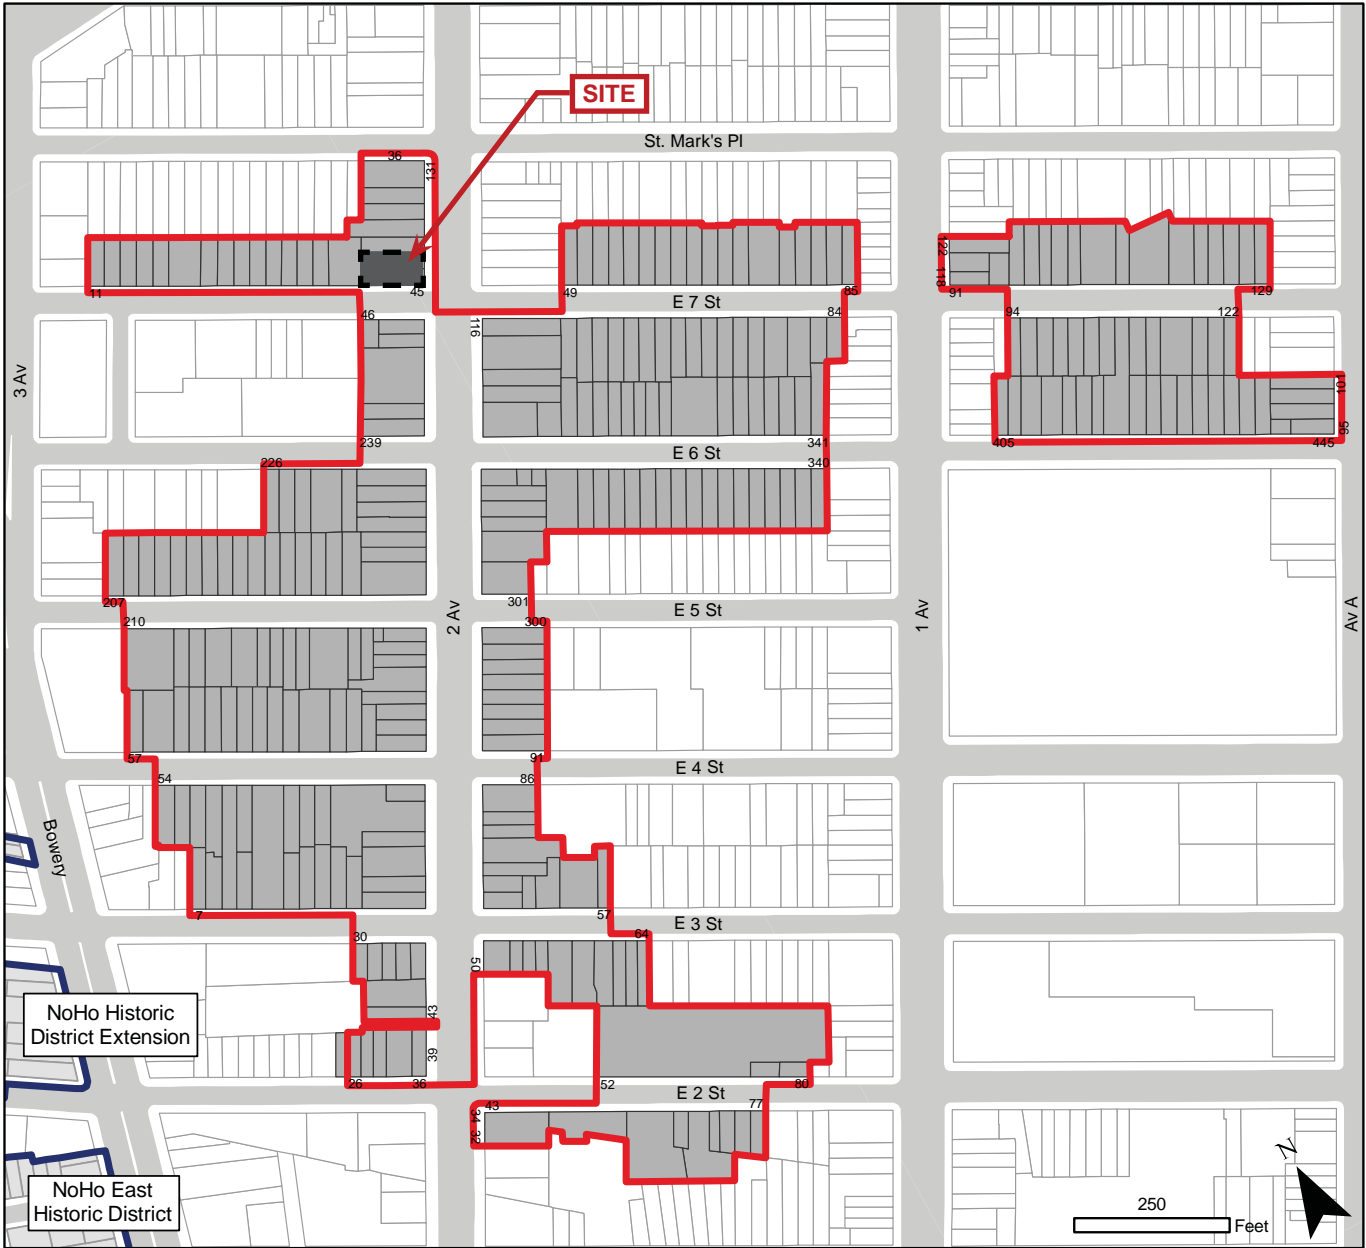 SITE
St. Mark's Pl
36
131
11
45
49
E 7 St
85
122
118
91
129
46
116
84
94
122
3 Av
101
95
239
226
E 6 St
341
340
405
445
207
210
2 Av
301
300
E 5 St
1 Av
Av A
57
54
91
86
E 4 St
Bowery
7
30
57
64
E 3 St
50
NoHo Historic
District Extension
43
39
26
36
52
80
E 2 St
43
77
34
32
NoHo East
Historic District
N
250
Feet